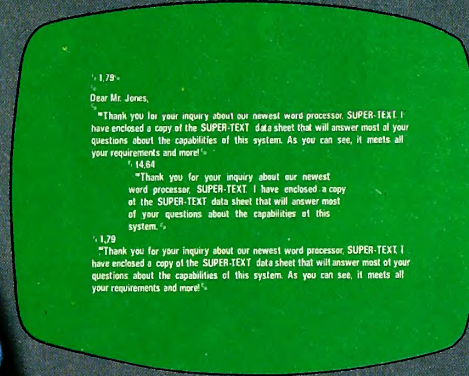 1,79
Dear Mr. Jones,
"Thank you for your inquiry about our newest word processor, SUPER-TEXT. I
have enclosed a copy of the SUPER-TEXT data sheet that will answer most of your
questions about the capabilities of this system. As you can see, it meets all
your requirements and more!
14,64
"Thank you for your inquiry about our newest
word processor, SUPER-TEXT. I have enclosed a copy
of the SUPER-TEXT data sheet that will answer most
of your questions about the capabilities of this
system.
1,79
"Thank you for your inquiry about our newest word processor, SUPER-TEXT. I
have enclosed a copy of the SUPER-TEXT data sheet that will answer most of your
questions about the capabilities of this system. As you can see, it meets all
your requirements and more!